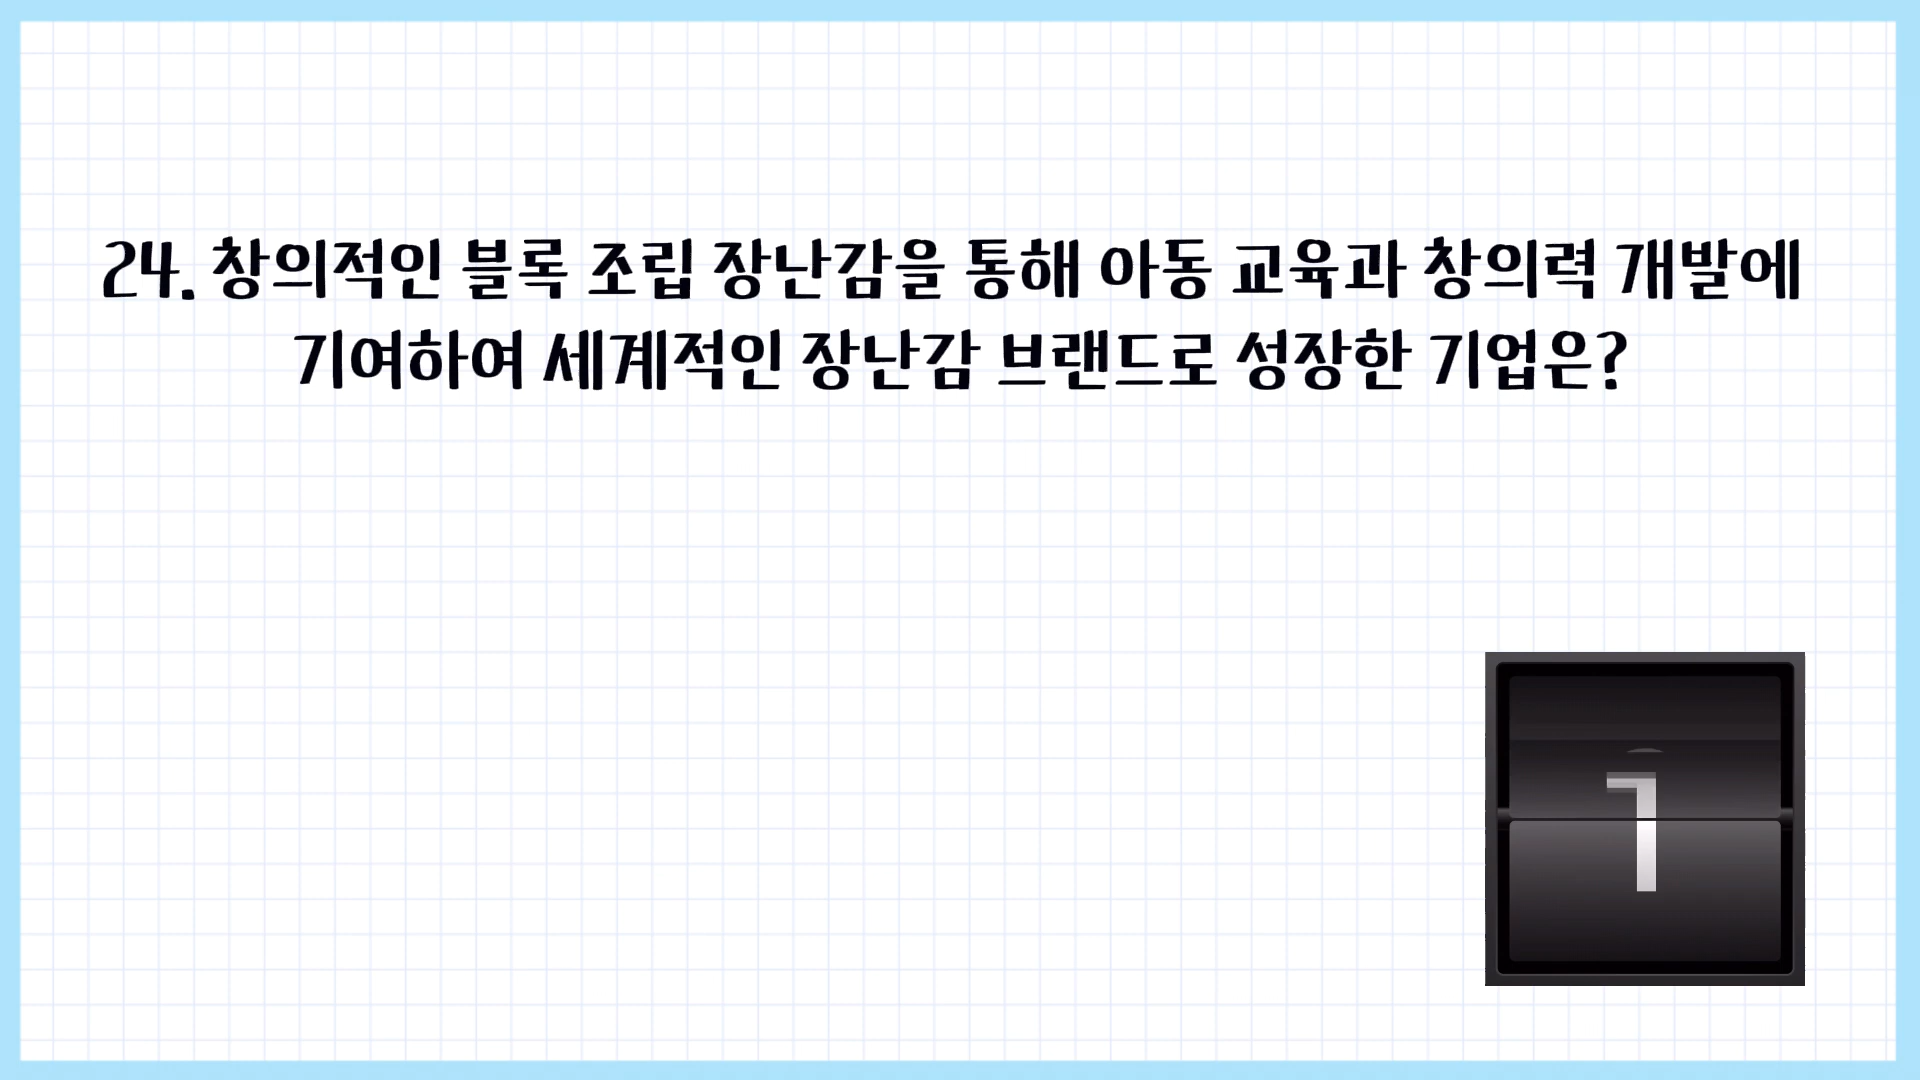 24. 창의적인 블록 조립 장난감을 통해 아동 교육과 창의력 개발에
기여하여 세계적인 장난감 브랜드로 성장한 기업은?
1